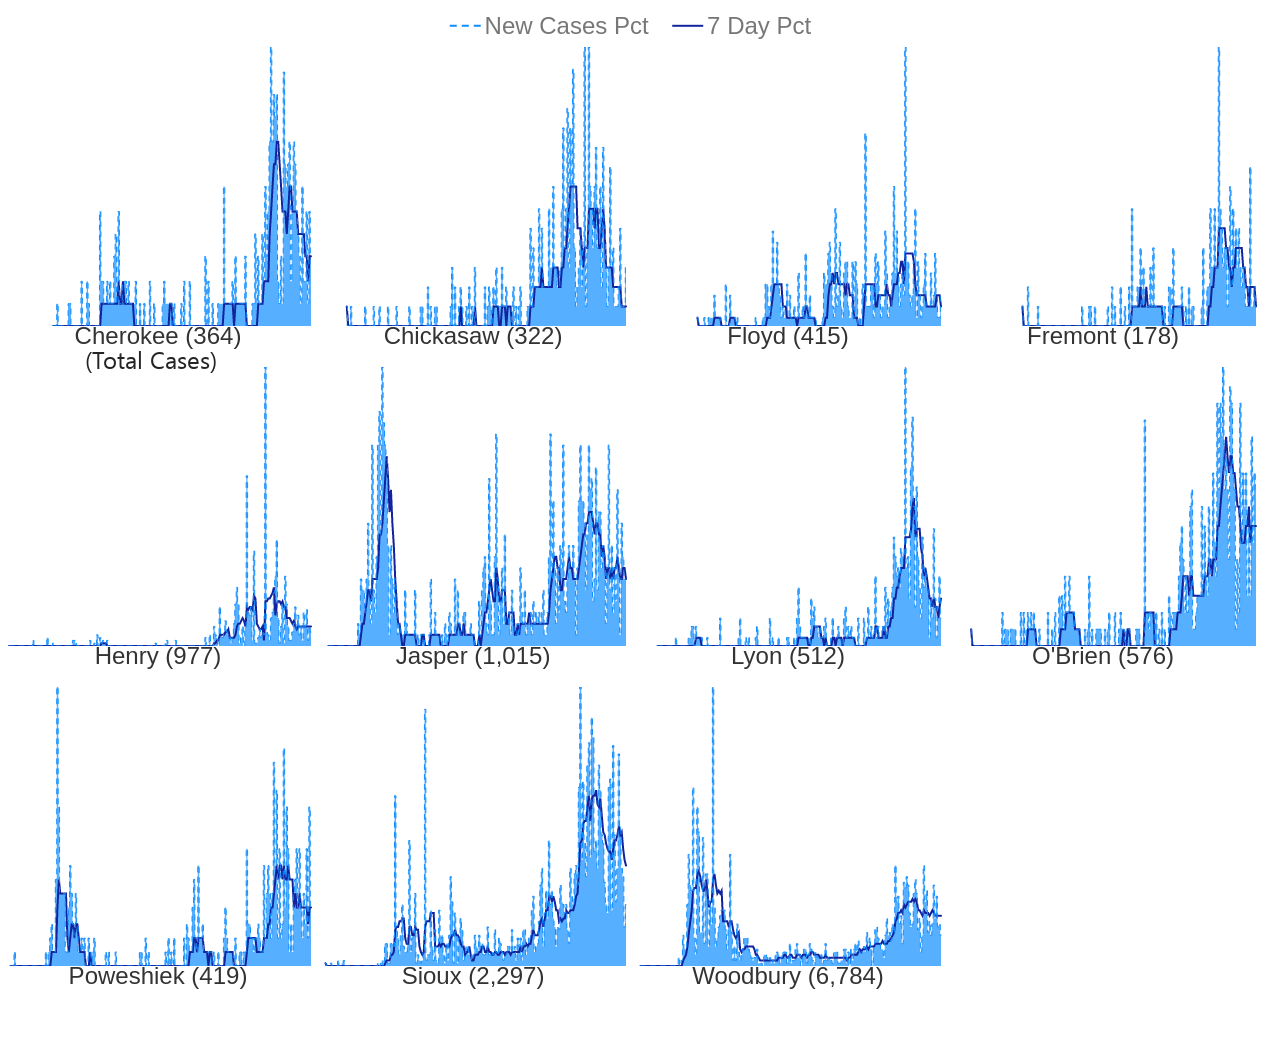 New Cases Pct 7 Day Pct
Cherokee (364) Chickasaw (322) Floyd (415) Fremont (178)
(Total Cases)
Henry (977) Jasper (1,015) Lyon (512) O'Brien (576)
Poweshiek (419) Sioux (2,297) Woodbury (6,784)